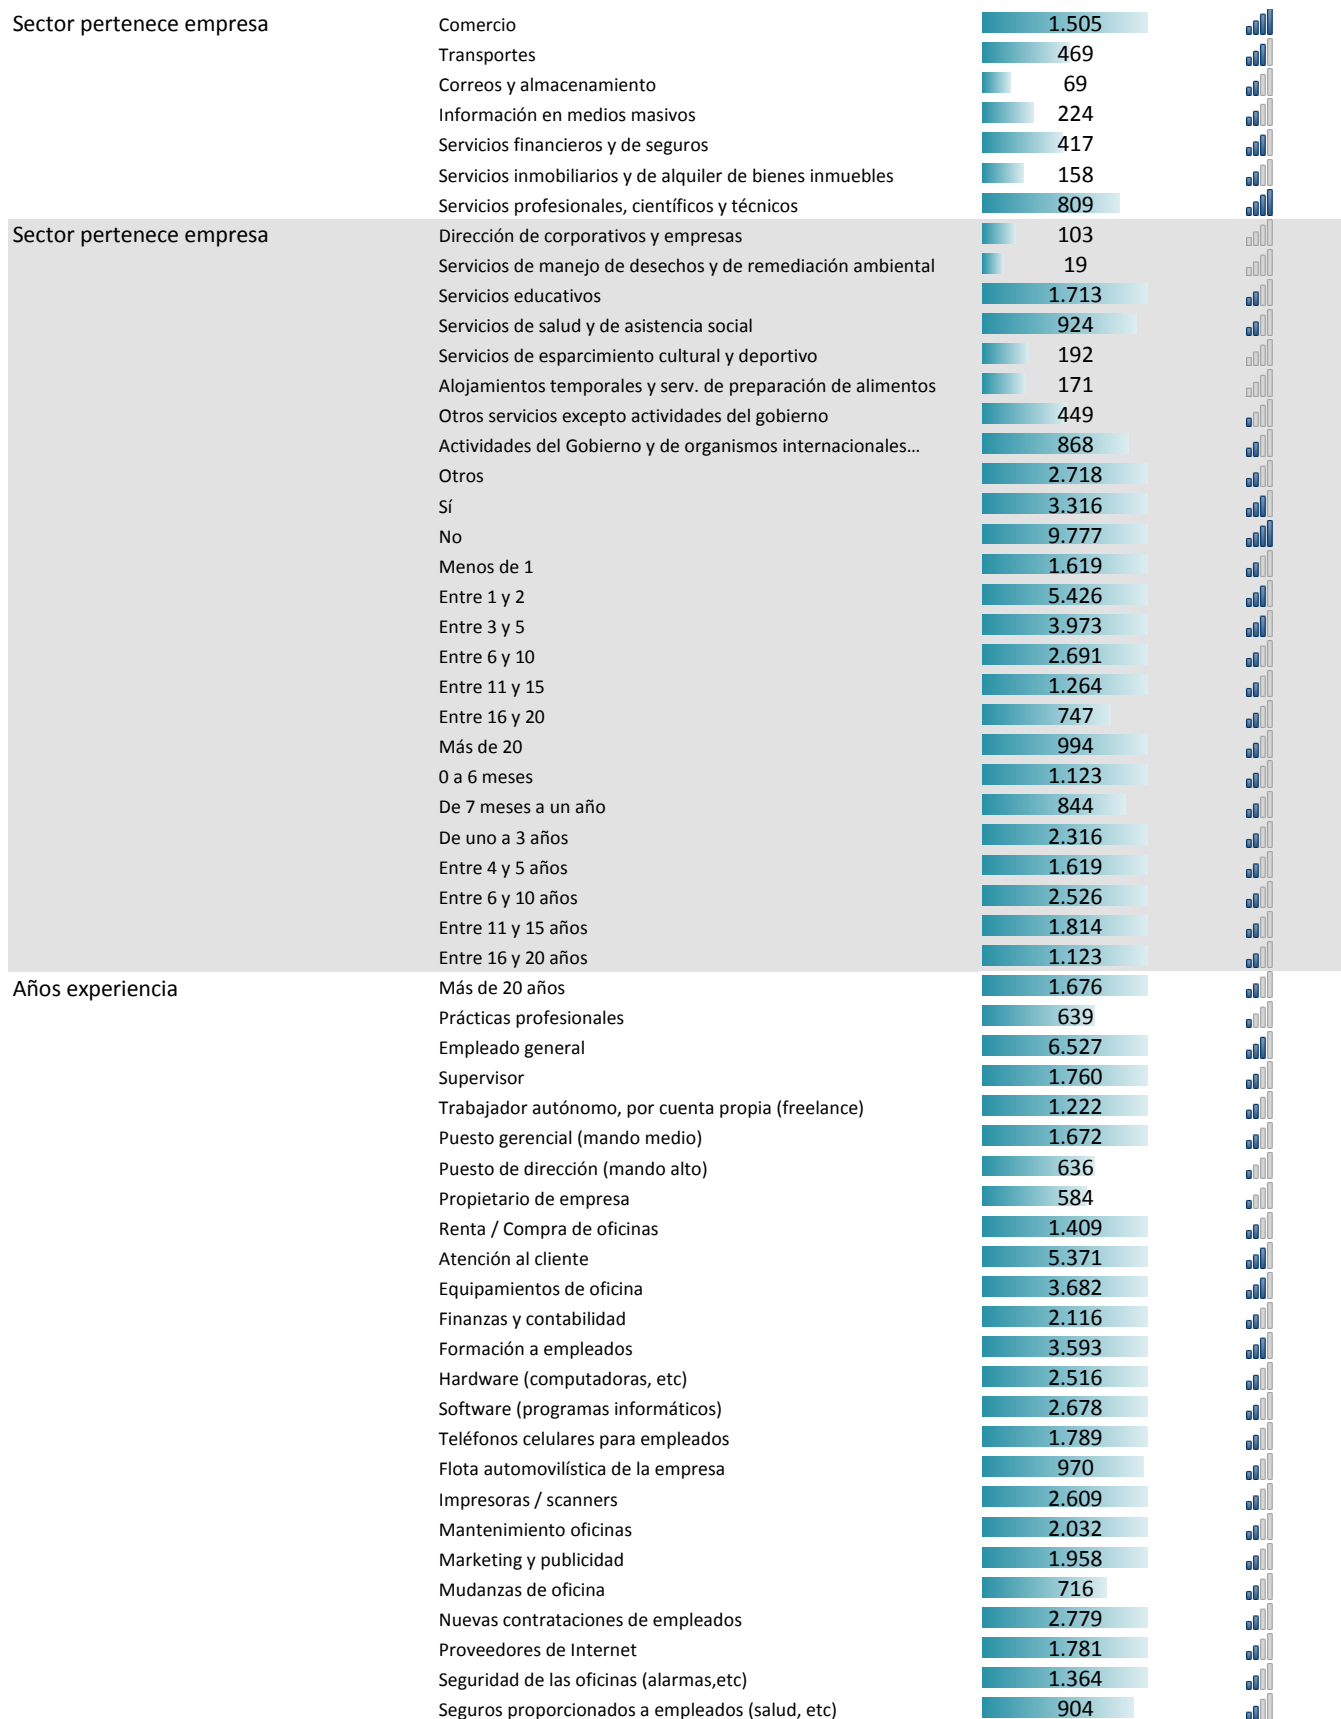 Sector pertenece empresa Comercio 1.505
Transportes 469
Correos y almacenamiento 69
Información en medios masivos 224
Servicios financieros y de seguros 417
Servicios inmobiliarios y de alquiler de bienes inmuebles 158
Servicios profesionales, científicos y técnicos 809
Sector pertenece empresa Dirección de corporativos y empresas 103
Servicios de manejo de desechos y de remediación ambiental 19
Servicios educativos 1.713
Servicios de salud y de asistencia social 924
Servicios de esparcimiento cultural y deportivo 192
Alojamientos temporales y serv. de preparación de alimentos 171
Otros servicios excepto actividades del gobierno 449
Actividades del Gobierno y de organismos internacionales... 868
Otros 2.718
Sí 3.316
No 9.777
Menos de 1 1.619
Entre 1 y 2 5.426
Entre 3 y 5 3.973
Entre 6 y 10 2.691
Entre 11 y 15 1.264
Entre 16 y 20 747
Más de 20 994
0 a 6 meses 1.123
De 7 meses a un año 844
De uno a 3 años 2.316
Entre 4 y 5 años 1.619
Entre 6 y 10 años 2.526
Entre 11 y 15 años 1.814
Entre 16 y 20 años 1.123
Años experiencia Más de 20 años 1.676
Prácticas profesionales 639
Empleado general 6.527
Supervisor 1.760
Trabajador autónomo, por cuenta propia (freelance) 1.222
Puesto gerencial (mando medio) 1.672
Puesto de dirección (mando alto) 636
Propietario de empresa 584
Renta / Compra de oficinas 1.409
Atención al cliente 5.371
Equipamientos de oficina 3.682
Finanzas y contabilidad 2.116
Formación a empleados 3.593
Hardware (computadoras, etc) 2.516
Software (programas informáticos) 2.678
Teléfonos celulares para empleados 1.789
Flota automovilística de la empresa 970
Impresoras / scanners 2.609
Mantenimiento oficinas 2.032
Marketing y publicidad 1.958
Mudanzas de oficina 716
Nuevas contrataciones de empleados 2.779
Proveedores de Internet 1.781
Seguridad de las oficinas (alarmas,etc) 1.364
Seguros proporcionados a empleados (salud, etc) 904